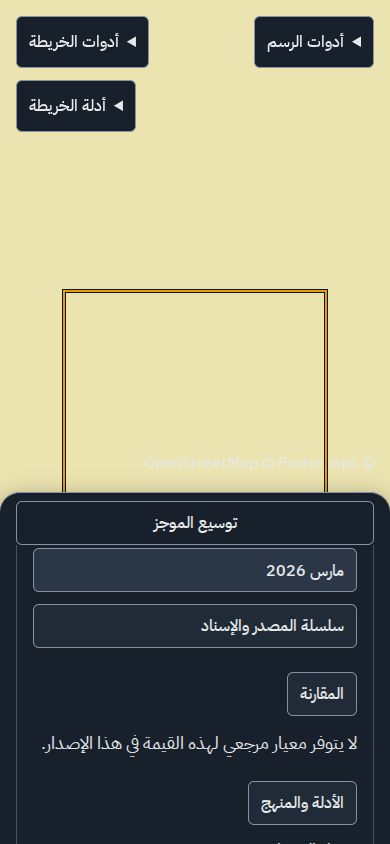 أدوات الرسم
أدوات الخريطة
أدلة الخريطة
© OpenStreetMap © Protomaps
توسيع الموجز
مارس 2026
سلسلة المصدر والإسناد
المقارنة
لا يتوفر معيار مرجعي لهذه القيمة في هذا الإصدار.
الأدلة والمنهج